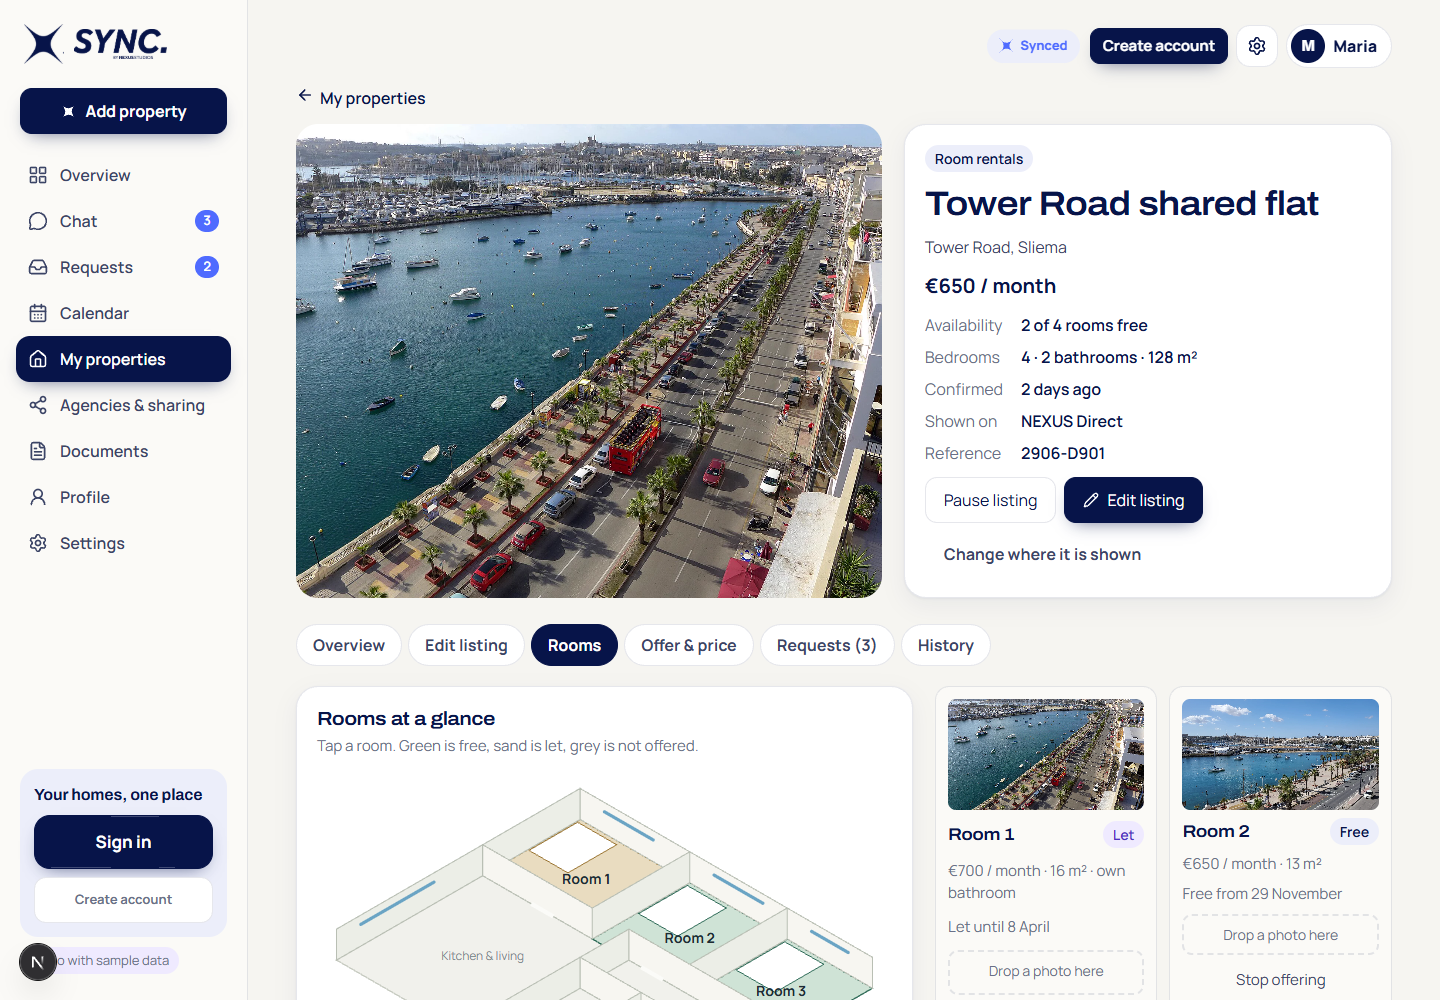 SYNC.
Synced
Create account
M
Maria
Add property
Overview
Chat
3
Requests
2
Calendar
My properties
Agencies & sharing
Documents
Profile
Settings
Your homes, one place
Sign in
Create account
N
o with sample data
My properties
Room rentals
Tower Road shared flat
Tower Road, Sliema
€650 / month
Availability 2 of 4 rooms free
Bedrooms 4 · 2 bathrooms · 128 m²
Confirmed 2 days ago
Shown on NEXUS Direct
Reference 2906-D901
Pause listing
Edit listing
Change where it is shown
Overview
Edit listing
Rooms
Offer & price
Requests (3)
History
Rooms at a glance
Tap a room. Green is free, sand is let, grey is not offered.
Room 1
Room 2
Kitchen & living
Room 3
Room 1
Let
€700 / month · 16 m² · own
bathroom
Let until 8 April
Drop a photo here
Room 2
Free
€650 / month · 13 m²
Free from 29 November
Drop a photo here
Stop offering